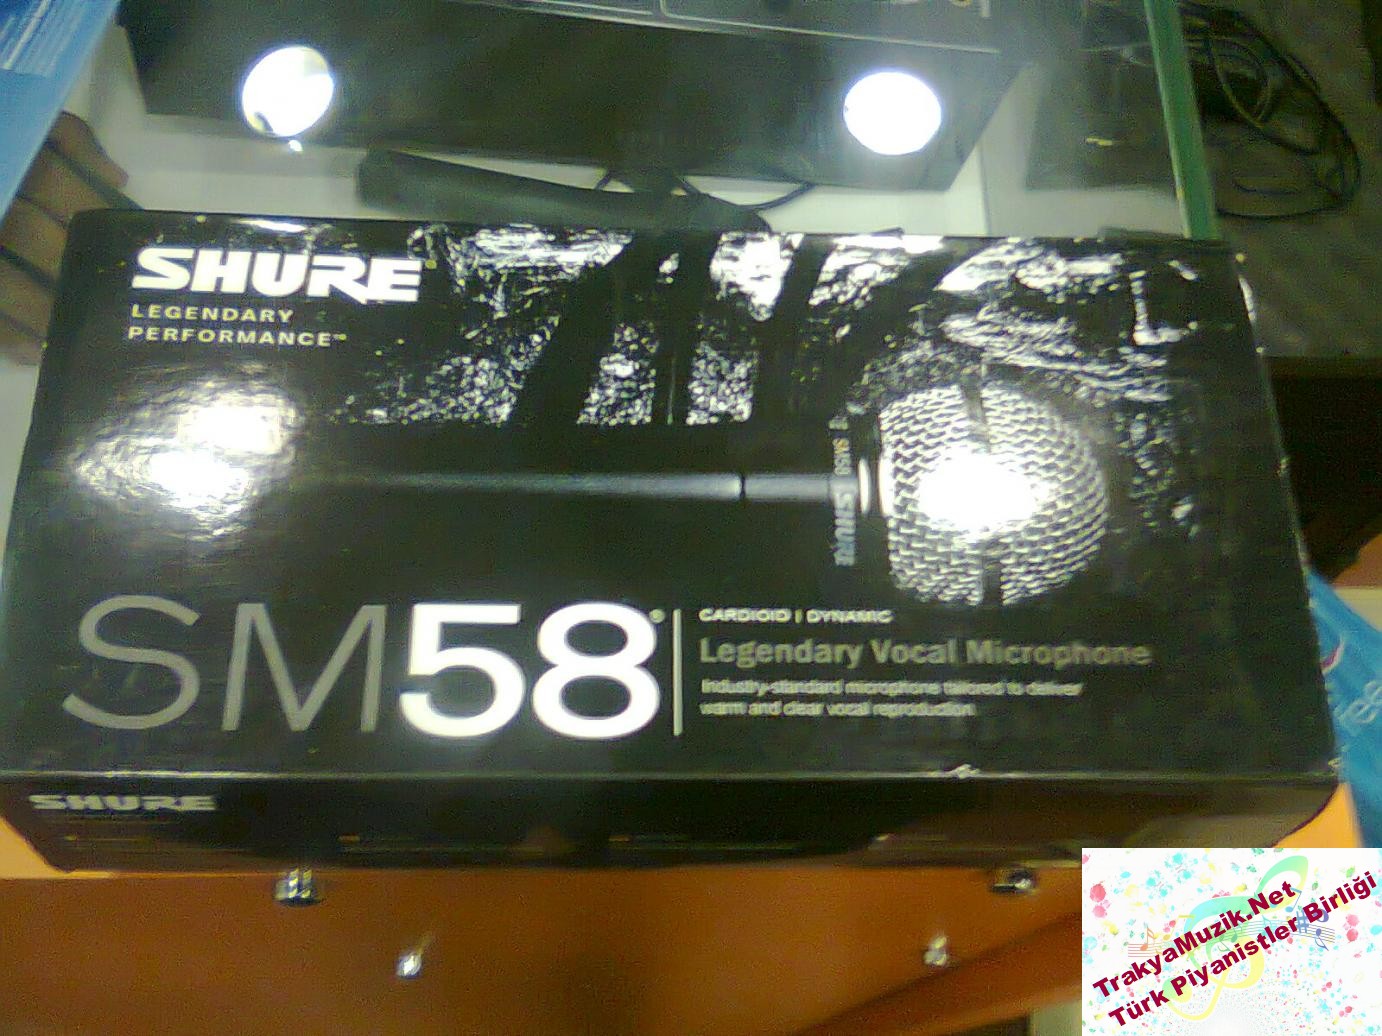 SHURE
LEGENDARY
PERFORMANCE™
SM58
SHURE
SM58®
CARDIOID | DYNAMIC
Legendary Vocal Microphone
Industry-standard microphone tailored to deliver
warm and clear vocal reproduction
SHURE
TrakyaMuzik.Net
Türk Piyanistler Birliği